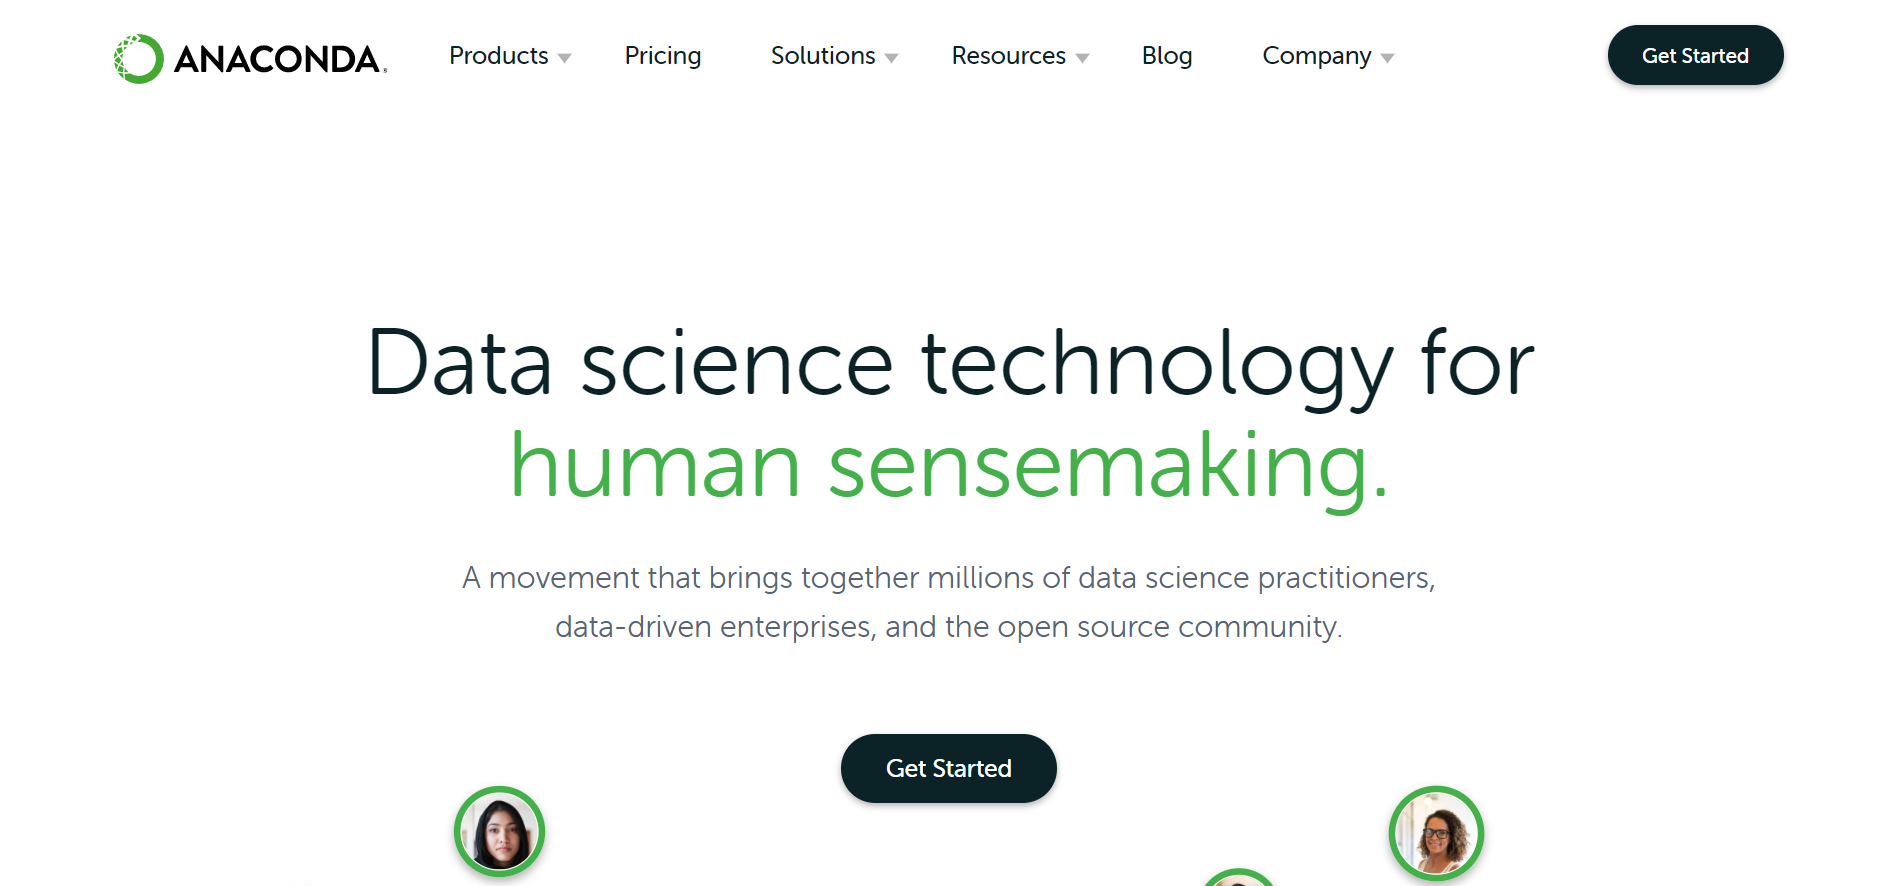 ANACONDA
Products Pricing Solutions Resources Blog Company Get Started
Data science technology for
human sensemaking.
A movement that brings together millions of data science practitioners,
data-driven enterprises, and the open source community.
Get Started